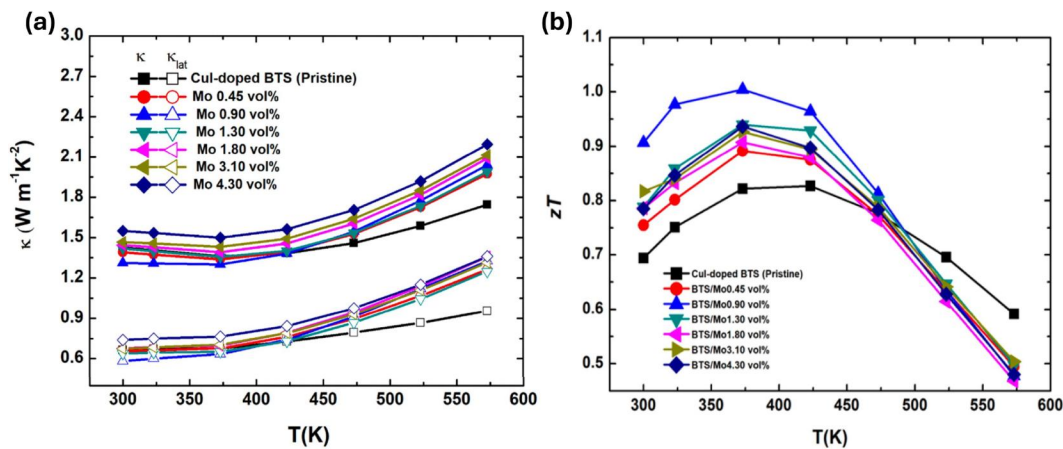 (a)
3.0
2.7
2.4
2.1
1.8
1.5
1.2
0.9
0.6
κ (W m⁻¹K⁻²)
κ κ_lat
CuI-doped BTS (Pristine)
Mo 0.45 vol%
Mo 0.90 vol%
Mo 1.30 vol%
Mo 1.80 vol%
Mo 3.10 vol%
Mo 4.30 vol%
300 350 400 450 500 550 600
T(K)
(b)
1.1
1.0
0.9
0.8
0.7
0.6
0.5
zT
CuI-doped BTS (Pristine)
BTS/Mo0.45 vol%
BTS/Mo0.90 vol%
BTS/Mo1.30 vol%
BTS/Mo1.80 vol%
BTS/Mo3.10 vol%
BTS/Mo4.30 vol%
300 350 400 450 500 550 600
T(K)